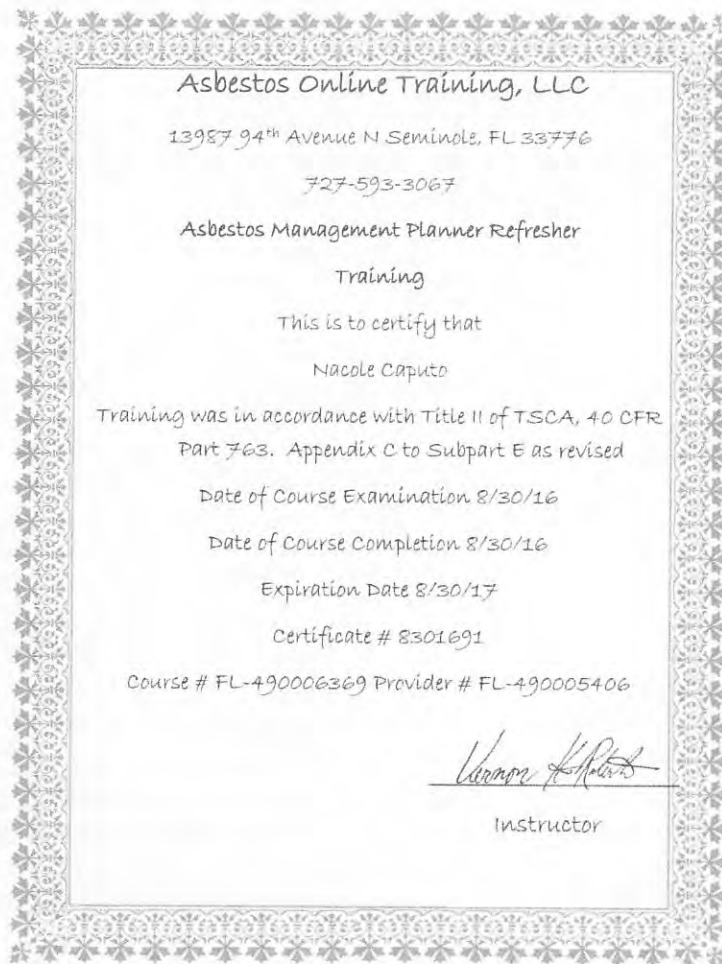 Asbestos Online Training, LLC
13987 94th Avenue N Seminole, FL 33776
727-593-3067
Asbestos Management Planner Refresher
Training
This is to certify that
Nacole Caputo
Training was in accordance with Title II of TSCA, 40 CFR
Part 763. Appendix C to Subpart E as revised
Date of Course Examination 8/30/16
Date of Course Completion 8/30/16
Expiration Date 8/30/17
Certificate # 8301691
Course # FL-490006369 Provider # FL-490005406
Vernon K Roberts
Instructor